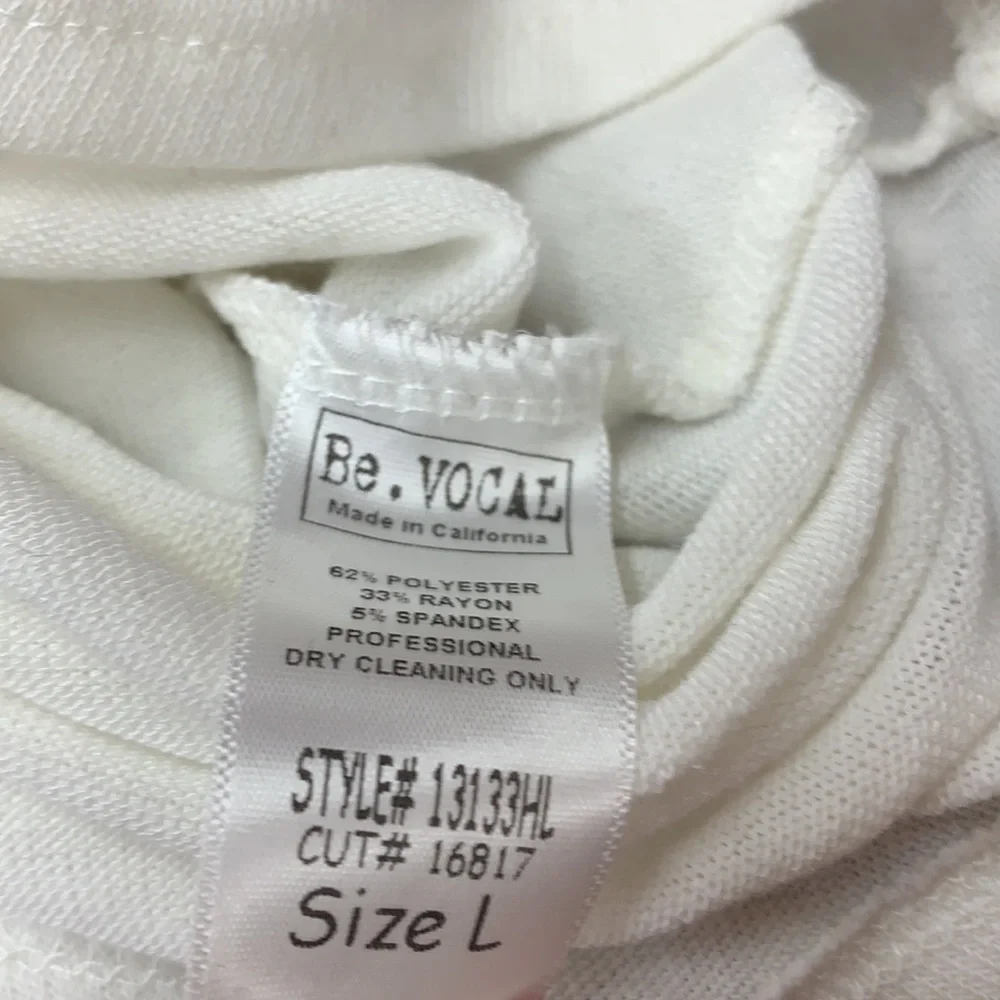 Be. VOCAL
Made in California
62% POLYESTER
33% RAYON
5% SPANDEX
PROFESSIONAL
DRY CLEANING ONLY
STYLE# 13133HL
CUT# 16817
Size L